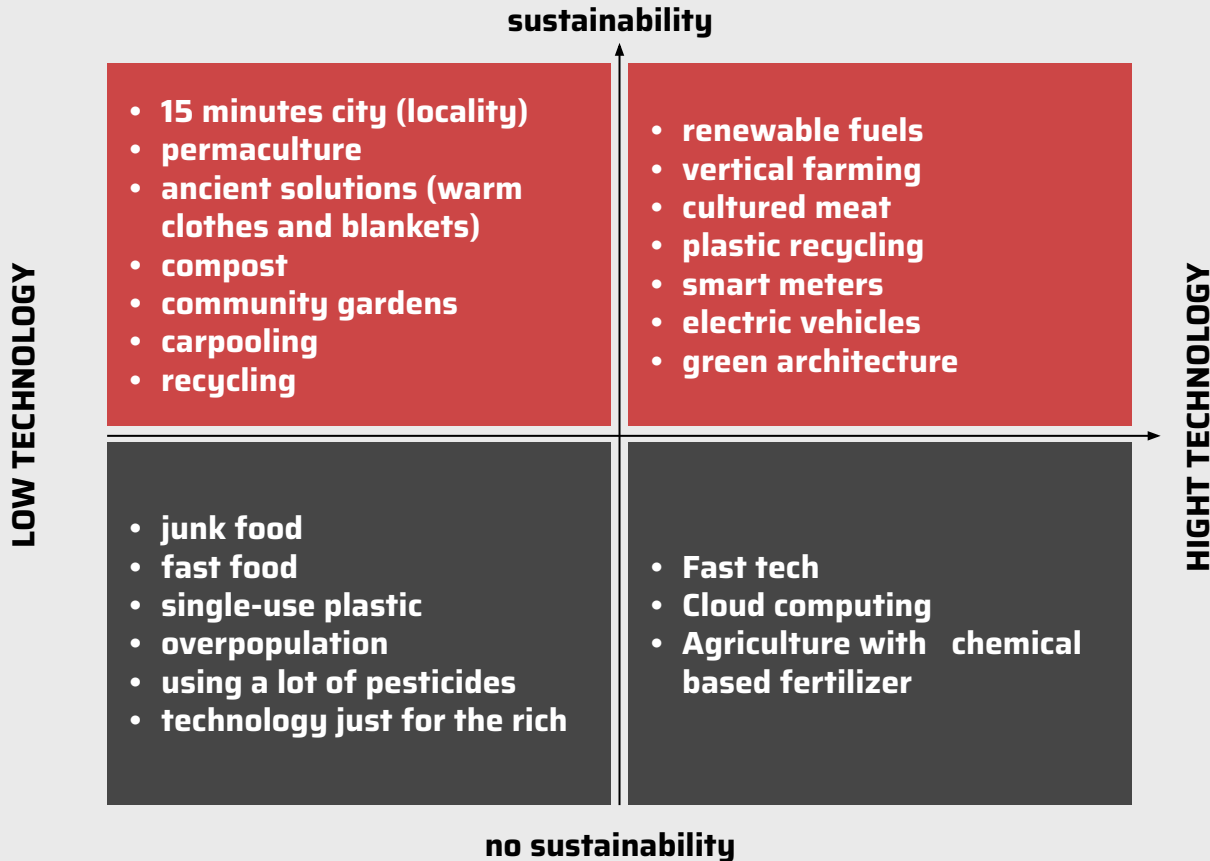 sustainability
LOW TECHNOLOGY
• 15 minutes city (locality)
• permaculture
• ancient solutions (warm
clothes and blankets)
• compost
• community gardens
• carpooling
• recycling
• renewable fuels
• vertical farming
• cultured meat
• plastic recycling
• smart meters
• electric vehicles
• green architecture
HIGHT TECHNOLOGY
• junk food
• fast food
• single-use plastic
• overpopulation
• using a lot of pesticides
• technology just for the rich
• Fast tech
• Cloud computing
• Agriculture with chemical
based fertilizer
no sustainability